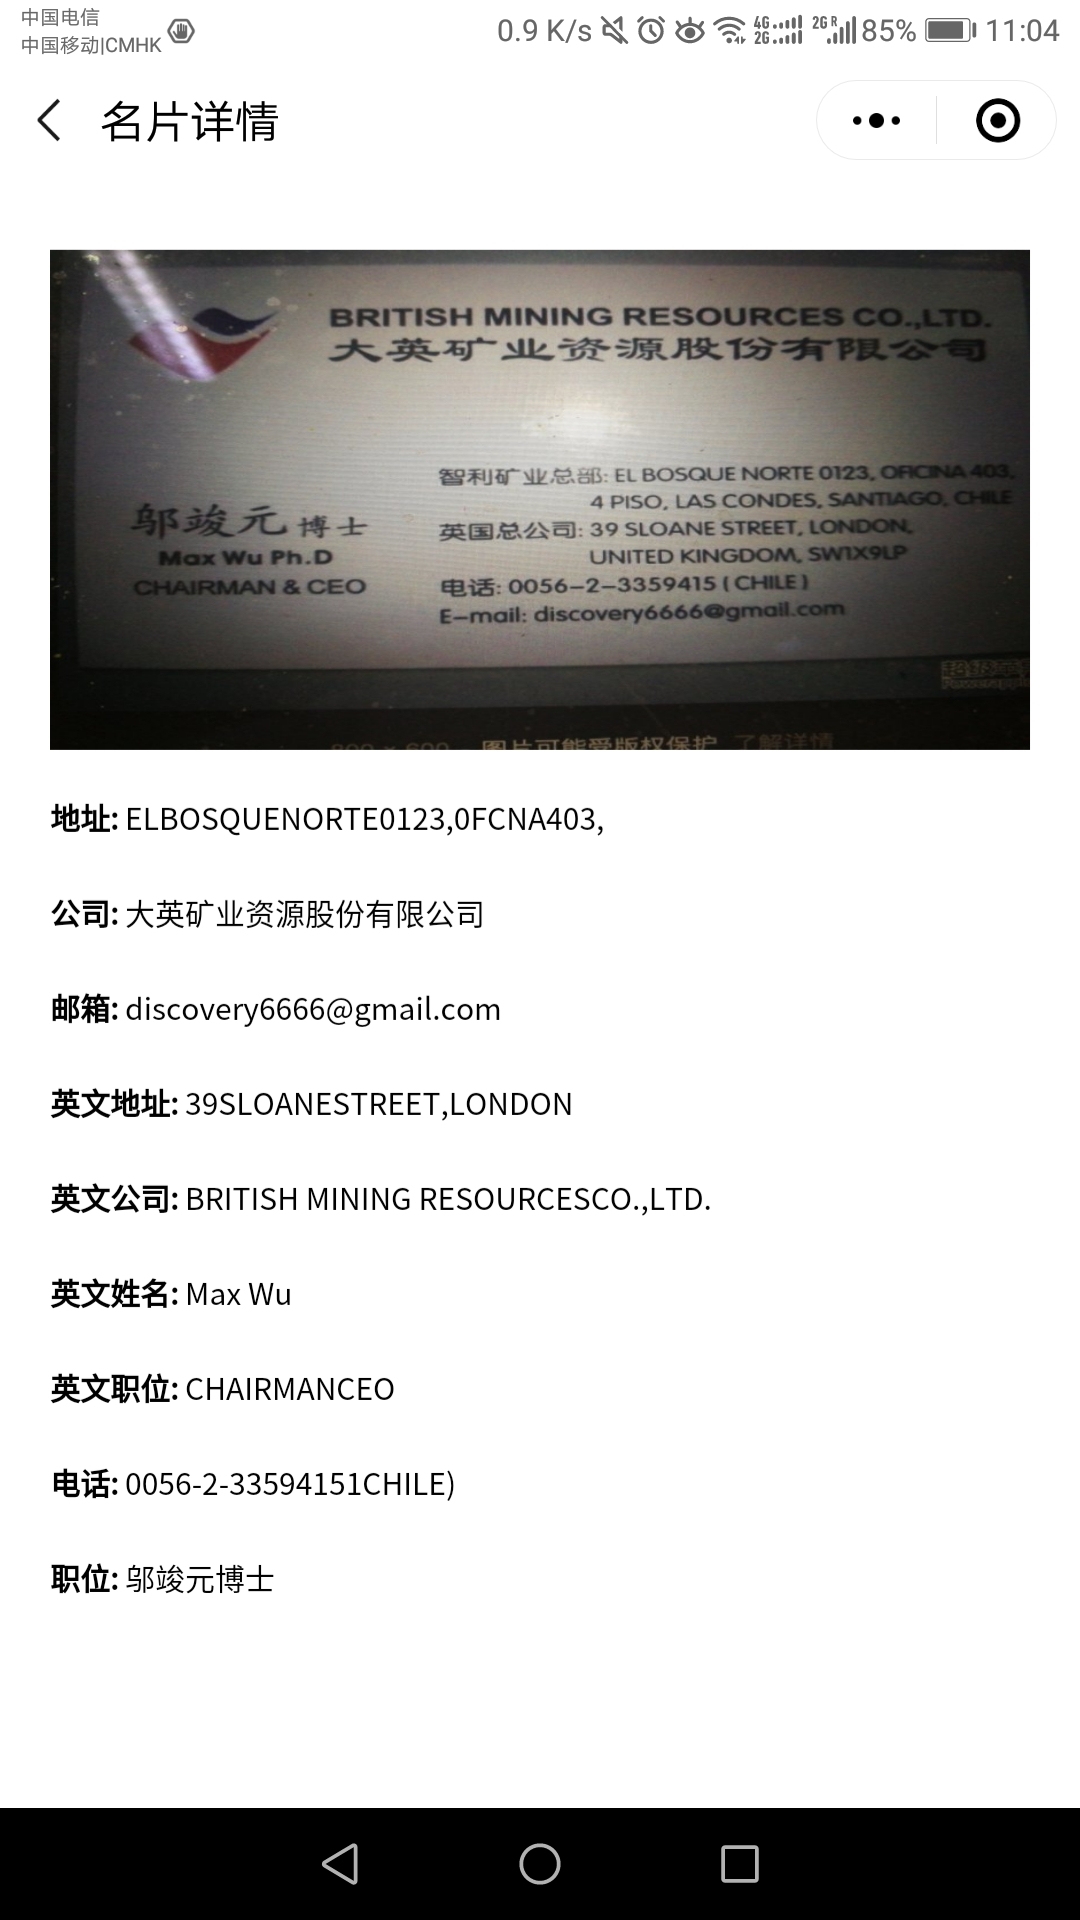 中国电信
中国移动|CMHK
0.9 K/s 4G 2G 2G R 85% 11:04
名片详情
BRITISH MINING RESOURCES CO.,LTD.
大英矿业资源股份有限公司
智利矿业总部: EL BOSQUE NORTE 0123, OFICINA 403,
4 PISO, LAS CONDES, SANTIAGO, CHILE
邬竣元 博士
英国总公司: 39 SLOANE STREET, LONDON,
Max Wu Ph.D
UNITED KINGDOM, SW1X9LP
CHAIRMAN & CEO
电话: 0056-2-3359415 ( CHILE )
E-mail: discovery6666@gmail.com
800 × 600 图片可能受版权保护 了解详情
地址: ELBOSQUENORTE0123,0FCNA403,
公司: 大英矿业资源股份有限公司
邮箱: discovery6666@gmail.com
英文地址: 39SLOANESTREET,LONDON
英文公司: BRITISH MINING RESOURCESCO.,LTD.
英文姓名: Max Wu
英文职位: CHAIRMANCEO
电话: 0056-2-33594151CHILE)
职位: 邬竣元博士